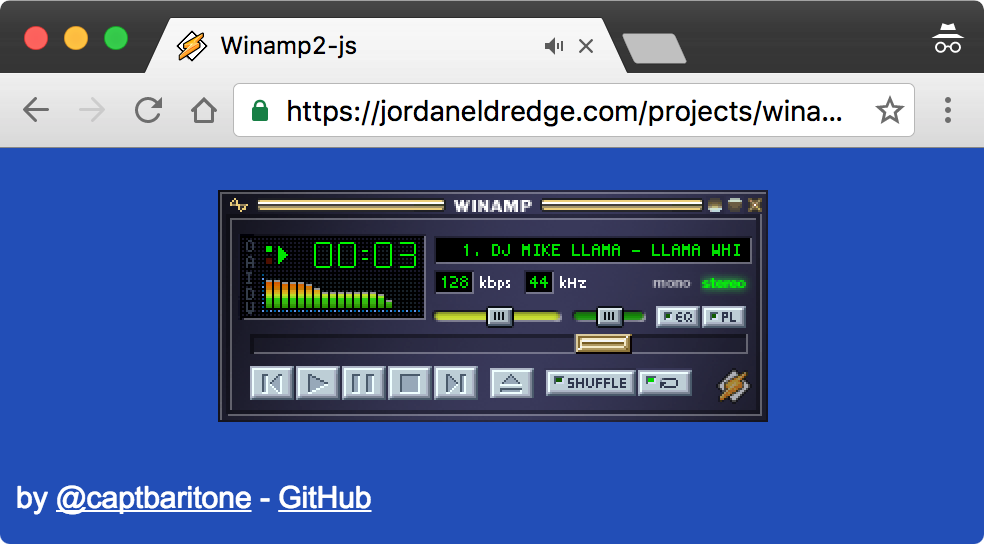 Winamp2-js
https://jordaneldredge.com/projects/wina...
WINAMP
OAIDV
00:03
1. DJ MIKE LLAMA - LLAMA WHI
128 kbps 44 kHz mono stereo
EQ PL
SHUFFLE
by @captbaritone - GitHub